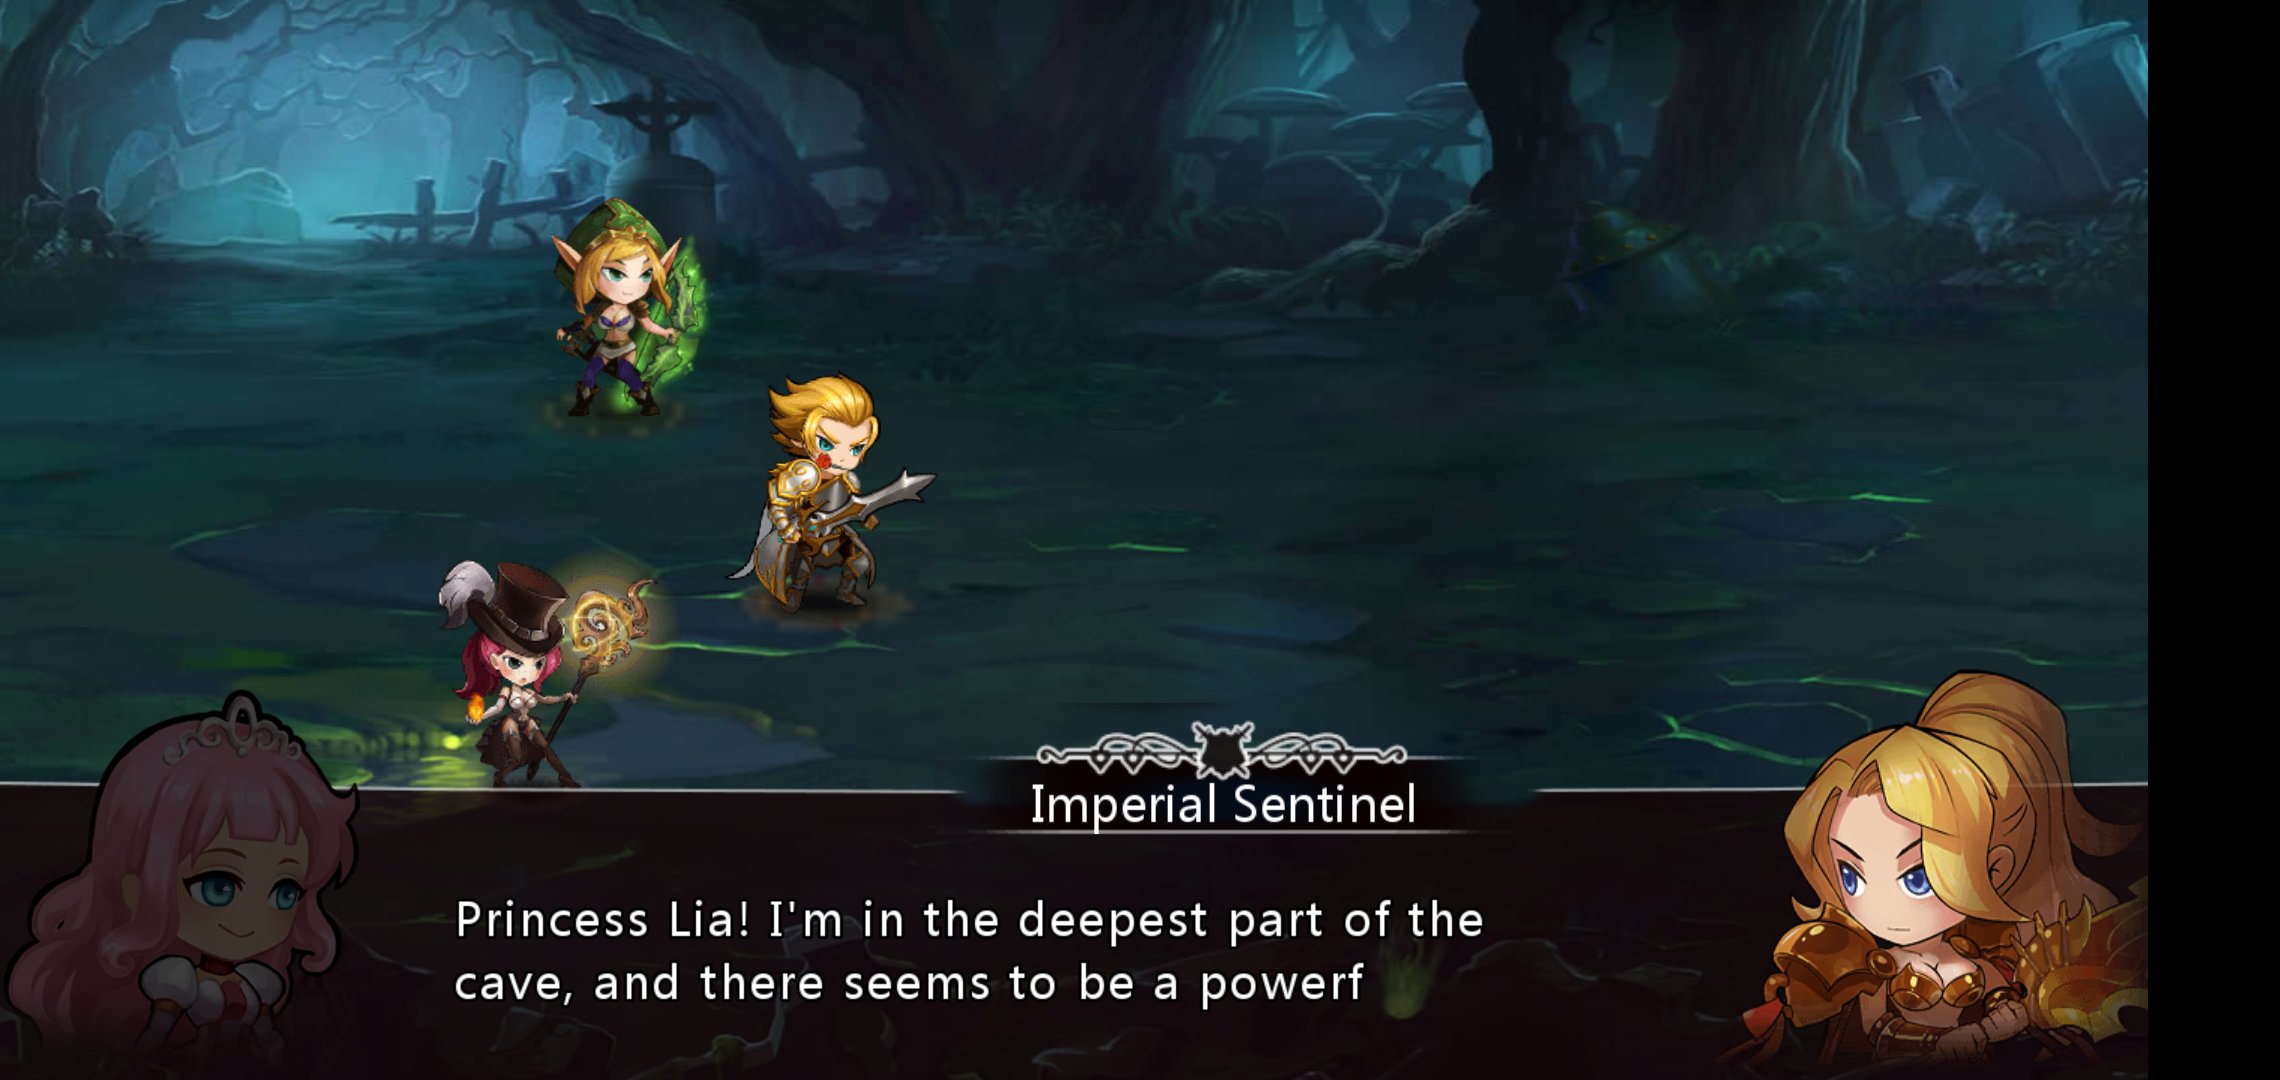 Imperial Sentinel
Princess Lia! I'm in the deepest part of the
cave, and there seems to be a powerf